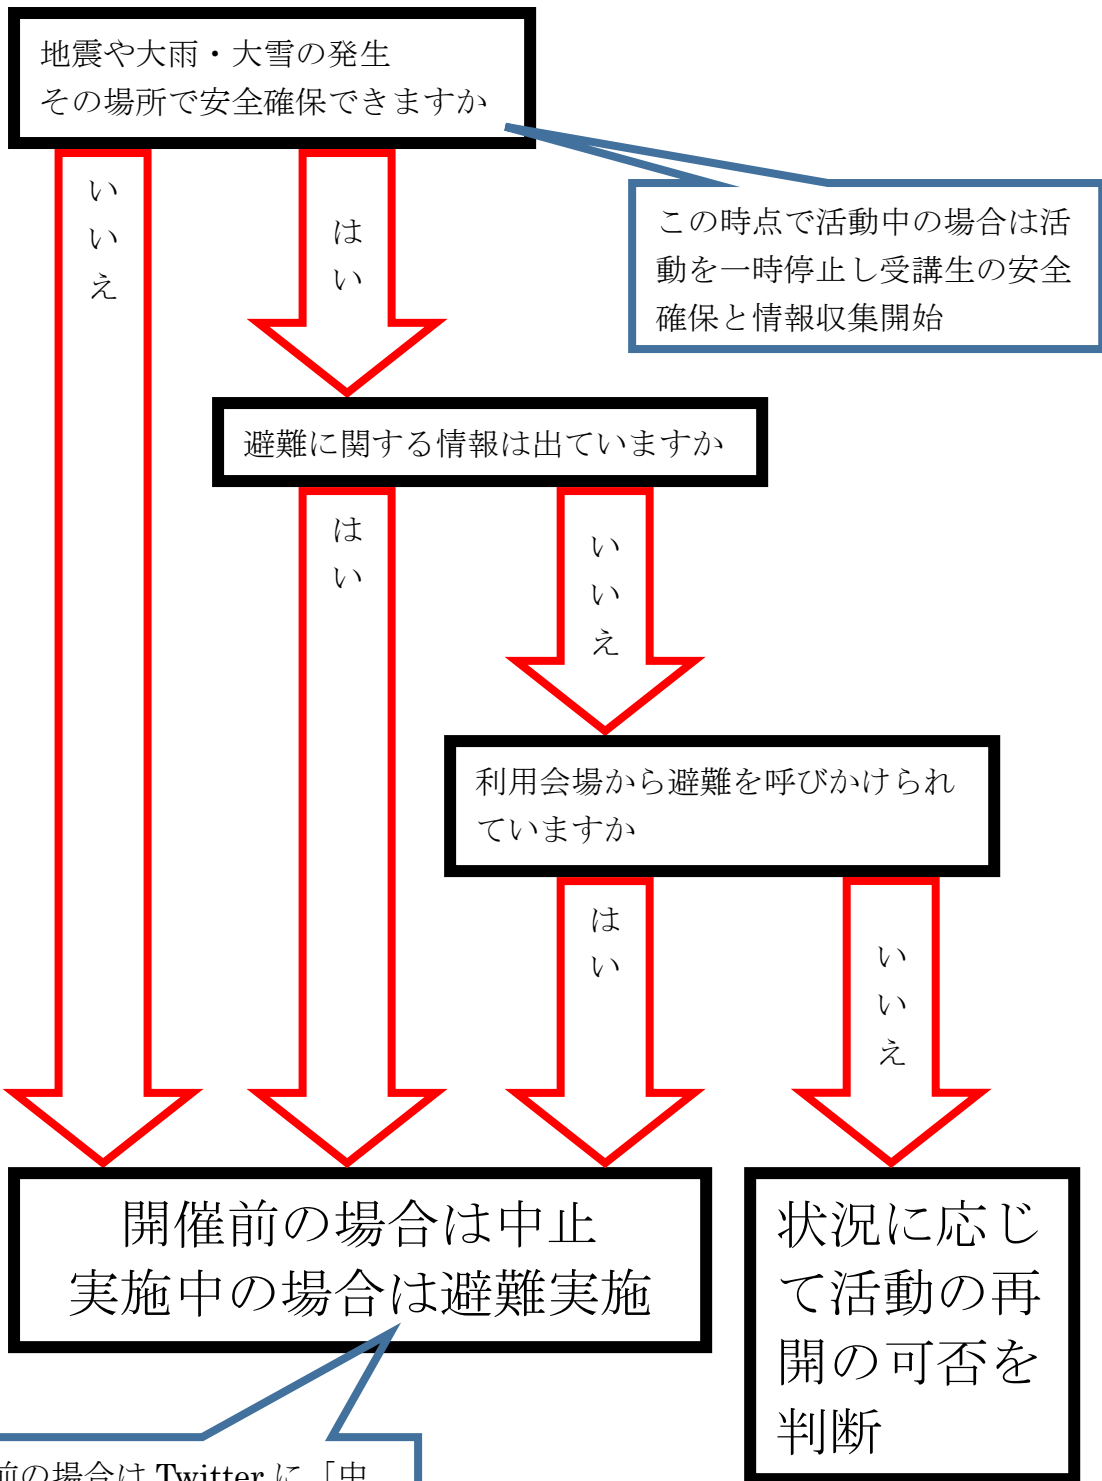 地震や大雨・大雪の発生
その場所で安全確保できますか
いいえ
はい
この時点で活動中の場合は活
動を一時停止し受講生の安全
確保と情報収集開始
避難に関する情報は出ていますか
はい
いいえ
利用会場から避難を呼びかけられ
ていますか
はい
いいえ
開催前の場合は中止
実施中の場合は避難実施
状況に応じ
て活動の再
開の可否を
判断
前の場合は Twitter に「中